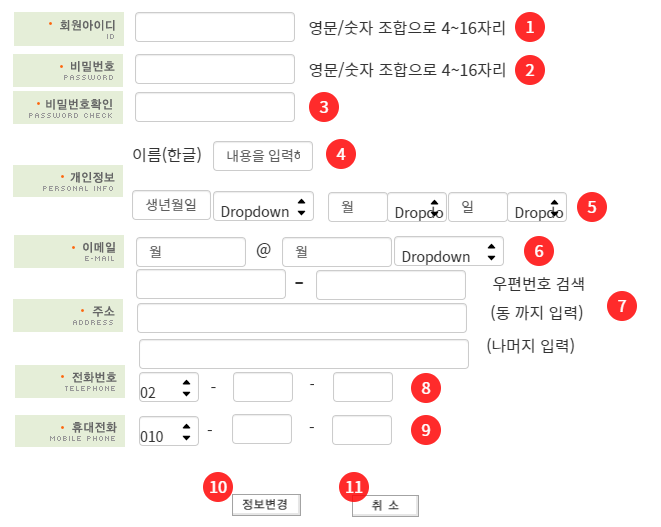 • 회원아이디 영문/숫자 조합으로 4~16자리 1
ID
• 비밀번호 영문/숫자 조합으로 4~16자리 2
PASSWORD
• 비밀번호확인 3
PASSWORD CHECK
이름(한글) 내용을 입력하 4
• 개인정보
PERSONAL INFO
생년월일 Dropdown 월 Dropdo 일 Dropdo 5
• 이메일 월 @ 월 Dropdown 6
E-MAIL
– 우편번호 검색
• 주소 (동 까지 입력) 7
ADDRESS
(나머지 입력)
• 전화번호 02 - - 8
TELEPHONE
• 휴대전화 010 - - 9
MOBILE PHONE
10 11
정보변경 취 소